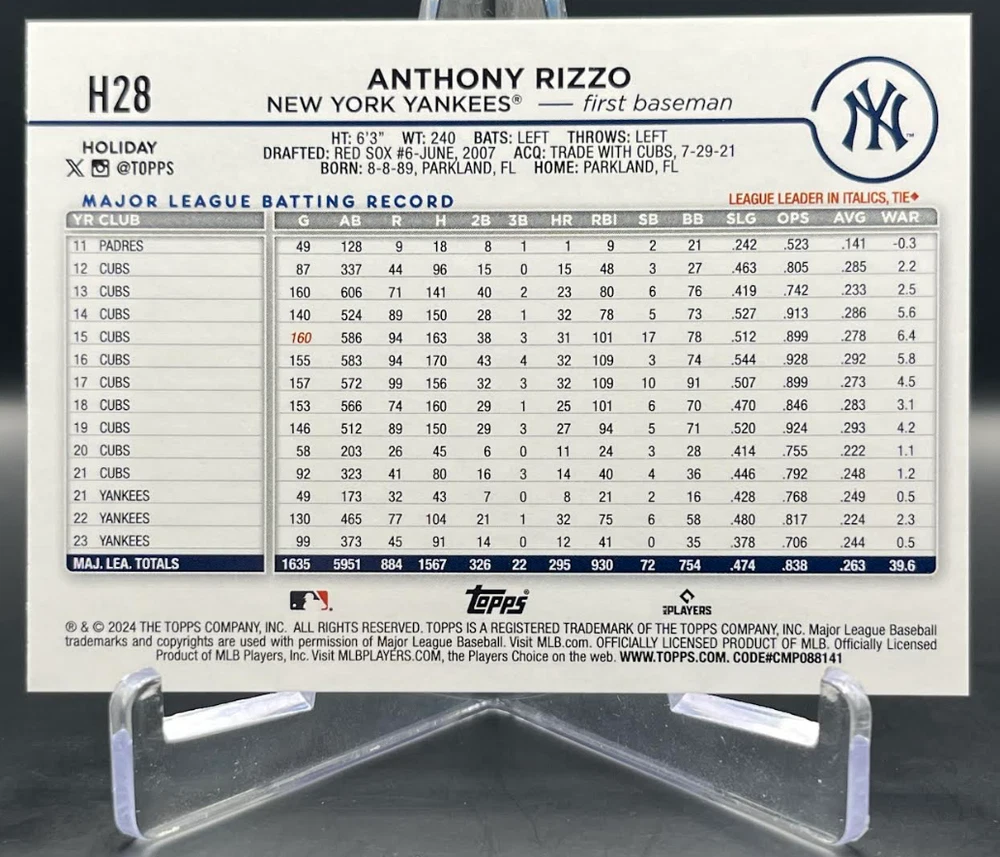 H28
ANTHONY RIZZO
NEW YORK YANKEES® — first baseman
NY™
HOLIDAY
@TOPPS
HT: 6'3" WT: 240 BATS: LEFT THROWS: LEFT
DRAFTED: RED SOX #6-JUNE, 2007 ACQ: TRADE WITH CUBS, 7-29-21
BORN: 8-8-89, PARKLAND, FL HOME: PARKLAND, FL
MAJOR LEAGUE BATTING RECORD
LEAGUE LEADER IN ITALICS, TIE♦
YR CLUB G AB R H 2B 3B HR RBI SB BB SLG OPS AVG WAR
11 PADRES 49 128 9 18 8 1 1 9 2 21 .242 .523 .141 -0.3
12 CUBS 87 337 44 96 15 0 15 48 3 27 .463 .805 .285 2.2
13 CUBS 160 606 71 141 40 2 23 80 6 76 .419 .742 .233 2.5
14 CUBS 140 524 89 150 28 1 32 78 5 73 .527 .913 .286 5.6
15 CUBS 160 586 94 163 38 3 31 101 17 78 .512 .899 .278 6.4
16 CUBS 155 583 94 170 43 4 32 109 3 74 .544 .928 .292 5.8
17 CUBS 157 572 99 156 32 3 32 109 10 91 .507 .899 .273 4.5
18 CUBS 153 566 74 160 29 1 25 101 6 70 .470 .846 .283 3.1
19 CUBS 146 512 89 150 29 3 27 94 5 71 .520 .924 .293 4.2
20 CUBS 58 203 26 45 6 0 11 24 3 28 .414 .755 .222 1.1
21 CUBS 92 323 41 80 16 3 14 40 4 36 .446 .792 .248 1.2
21 YANKEES 49 173 32 43 7 0 8 21 2 16 .428 .768 .249 0.5
22 YANKEES 130 465 77 104 21 1 32 75 6 58 .480 .817 .224 2.3
23 YANKEES 99 373 45 91 14 0 12 41 0 35 .378 .706 .244 0.5
MAJ. LEA. TOTALS 1635 5951 884 1567 326 22 295 930 72 754 .474 .838 .263 39.6
Topps®
PLAYERS
® & © 2024 THE TOPPS COMPANY, INC. ALL RIGHTS RESERVED. TOPPS IS A REGISTERED TRADEMARK OF THE TOPPS COMPANY, INC. Major League Baseball
trademarks and copyrights are used with permission of Major League Baseball. Visit MLB.com. OFFICIALLY LICENSED PRODUCT OF MLB. Officially Licensed
Product of MLB Players, Inc. Visit MLBPLAYERS.COM, the Players Choice on the web. WWW.TOPPS.COM. CODE#CMP088141